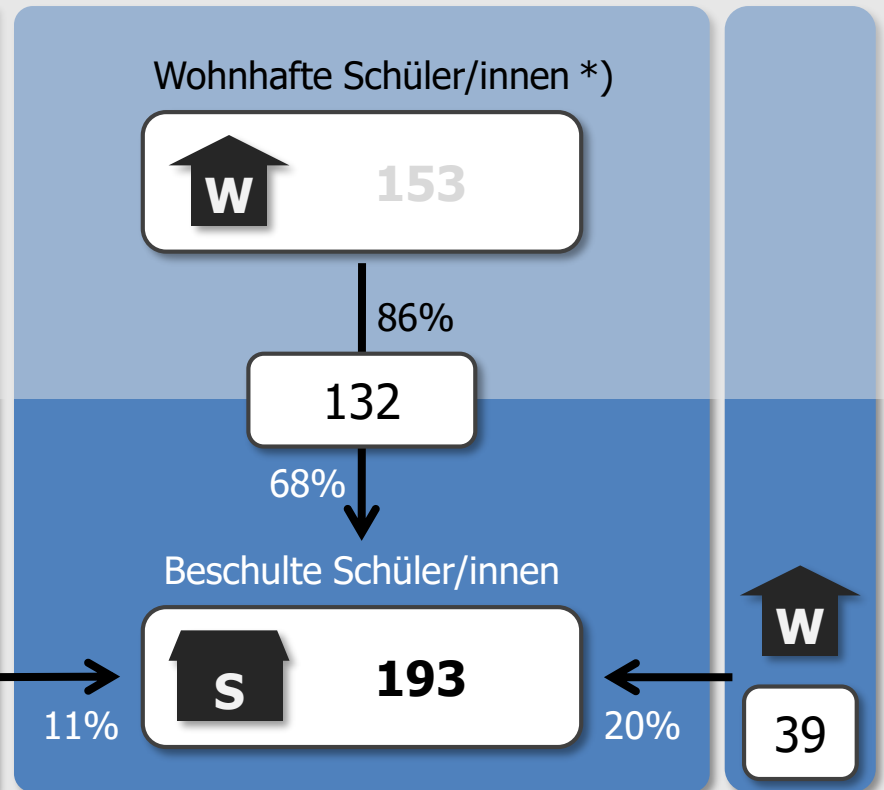 Wohnhafte Schüler/innen *)
W
153
86%
132
68%
Beschulte Schüler/innen
W
S
193
11%
20%
39